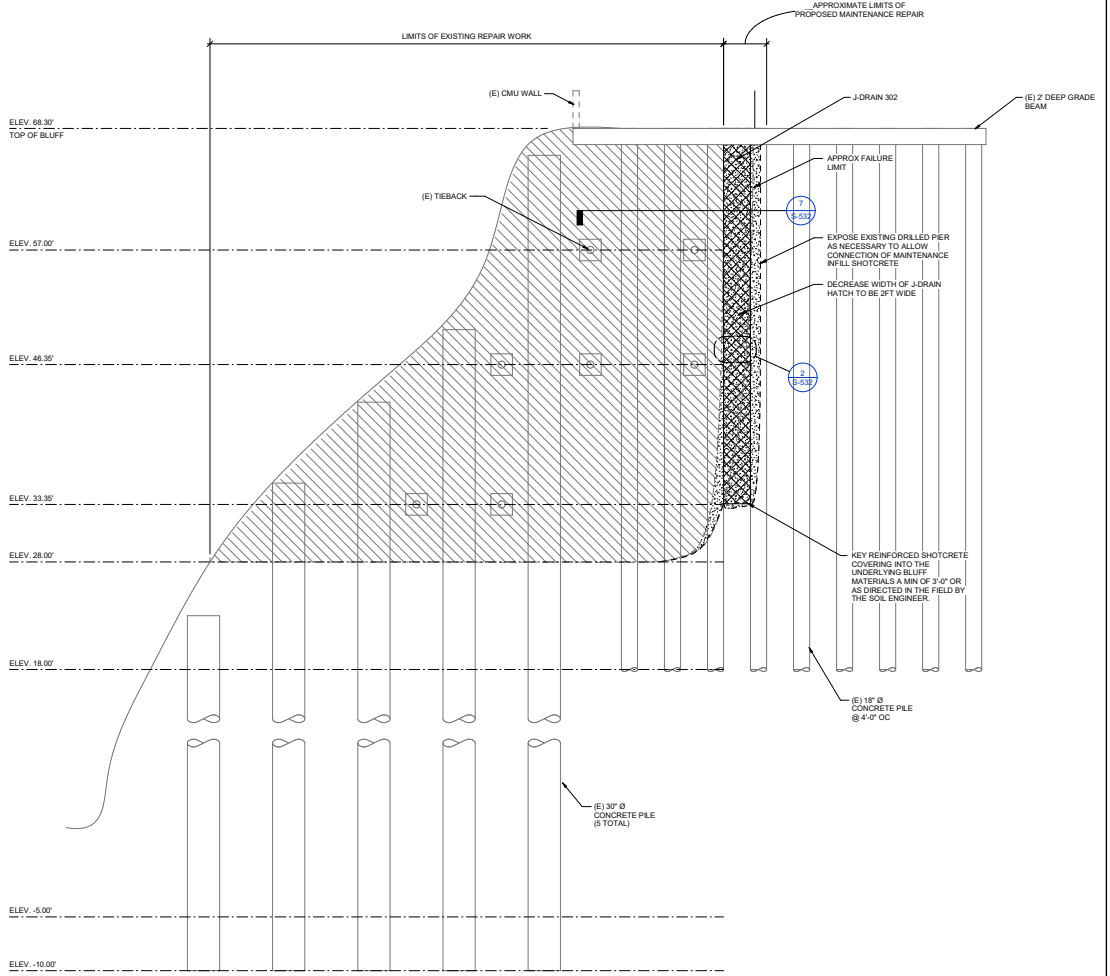 APPROXIMATE LIMITS OF
PROPOSED MAINTENANCE REPAIR
LIMITS OF EXISTING REPAIR WORK
(E) CMU WALL
J-DRAIN 302
(E) 2' DEEP GRADE
BEAM
ELEV. 68.30'
TOP OF BLUFF
APPROX FAILURE
LIMIT
(E) TIEBACK
7
S-532
ELEV. 57.00'
EXPOSE EXISTING DRILLED PIER
AS NECESSARY TO ALLOW
CONNECTION OF MAINTENANCE
INFILL SHOTCRETE
DECREASE WIDTH OF J-DRAIN
HATCH TO BE 2FT WIDE
ELEV. 46.35'
2
S-532
ELEV. 33.35'
KEY REINFORCED SHOTCRETE
COVERING INTO THE
UNDERLYING BLUFF
MATERIALS A MIN OF 3'-0" OR
AS DIRECTED IN THE FIELD BY
THE SOIL ENGINEER.
ELEV. 28.00'
ELEV. 18.00'
(E) 18" Ø
CONCRETE PILE
@ 4'-0" OC
(E) 30" Ø
CONCRETE PILE
(5 TOTAL)
ELEV. -5.00'
ELEV. -10.00'